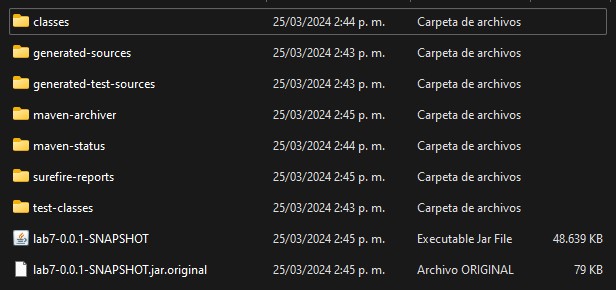 classes 25/03/2024 2:44 p. m. Carpeta de archivos
generated-sources 25/03/2024 2:43 p. m. Carpeta de archivos
generated-test-sources 25/03/2024 2:43 p. m. Carpeta de archivos
maven-archiver 25/03/2024 2:45 p. m. Carpeta de archivos
maven-status 25/03/2024 2:44 p. m. Carpeta de archivos
surefire-reports 25/03/2024 2:45 p. m. Carpeta de archivos
test-classes 25/03/2024 2:43 p. m. Carpeta de archivos
lab7-0.0.1-SNAPSHOT 25/03/2024 2:45 p. m. Executable Jar File 48.639 KB
lab7-0.0.1-SNAPSHOT.jar.original 25/03/2024 2:45 p. m. Archivo ORIGINAL 79 KB